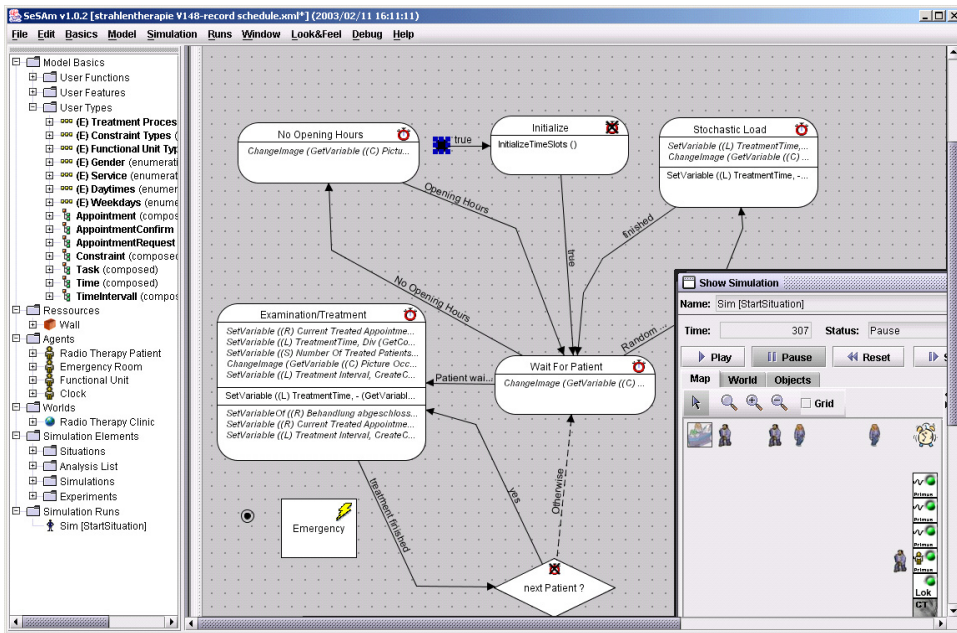 SeSAm v1.0.2 [strahlentherapie V148-record schedule.xml*] (2003/02/11 16:11:11)
File Edit Basics Model Simulation Runs Window Look&Feel Debug Help
Model Basics
User Functions
User Features
User Types
(E) Treatment Proces
(E) Constraint Types (
(E) Functional Unit Typ
(E) Gender (enumerati
(E) Service (enumerat
(E) Daytimes (enumer
(E) Weekdays (enume
Appointment (compos
AppointmentConfirm
AppointmentRequest
Constraint (composed
Task (composed)
Time (composed)
TimeIntervall (compos
Ressources
Wall
Agents
Radio Therapy Patient
Emergency Room
Functional Unit
Clock
Worlds
Radio Therapy Clinic
Simulation Elements
Situations
Analysis List
Simulations
Experiments
Simulation Runs
Sim [StartSituation]
No Opening Hours
ChangeImage (GetVariable ((C) Pictu...
true
Initialize
InitializeTimeSlots ()
Stochastic Load
SetVariable ((L) TreatmentTime,...
ChangeImage (GetVariable ((C) ...
SetVariable ((L) TreatmentTime, -...
Opening Hours
true
finished
No Opening Hours
Random ...
Examination/Treatment
SetVariable ((R) Current Treated Appointme...
SetVariable ((L) TreatmentTime, Div (GetCo...
SetVariable ((S) Number Of Treated Patients...
ChangeImage (GetVariable ((C) Picture Occ...
SetVariable ((L) Treatment Interval, CreateC...
SetVariable ((L) TreatmentTime, - ((GetVariabl...
SetVariableOf ((R) Behandlung abgeschloss...
SetVariable ((R) Current Treated Appointme...
SetVariable ((L) Treatment Interval, CreateC...
Patient wai...
Wait For Patient
ChangeImage (GetVariable ((C) ...
treatment finished
yes
Otherwise
Emergency
next Patient ?
Show Simulation
Name: Sim [StartSituation]
Time: 307 Status: Pause
Play Pause Reset S
Map World Objects
Grid
Primus
Primus
Primus
Primus
Lok
CT